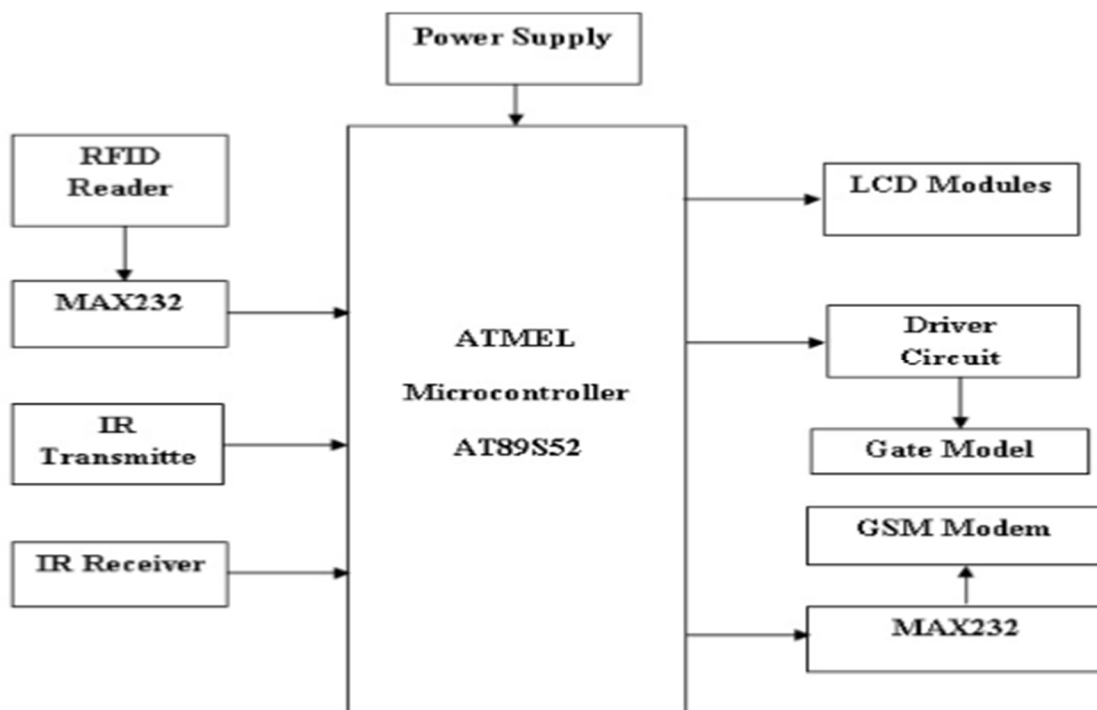 Power Supply
RFID
Reader
MAX232
IR
Transmitte
IR Receiver
ATMEL
Microcontroller
AT89S52
LCD Modules
Driver
Circuit
Gate Model
GSM Modem
MAX232